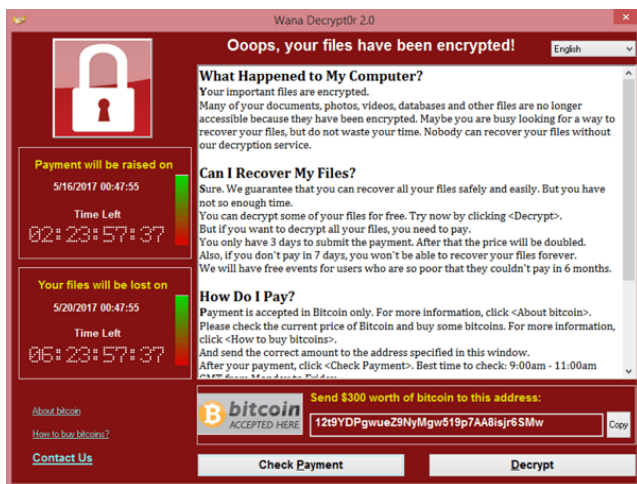 Wana Decrypt0r 2.0
Ooops, your files have been encrypted!
English
Payment will be raised on
5/16/2017 00:47:55
Time Left
02:23:57:37
Your files will be lost on
5/20/2017 00:47:55
Time Left
06:23:57:37
About bitcoin
How to buy bitcoins?
Contact Us
What Happened to My Computer?
Your important files are encrypted.
Many of your documents, photos, videos, databases and other files are no longer
accessible because they have been encrypted. Maybe you are busy looking for a way to
recover your files, but do not waste your time. Nobody can recover your files without
our decryption service.
Can I Recover My Files?
Sure. We guarantee that you can recover all your files safely and easily. But you have
not so enough time.
You can decrypt some of your files for free. Try now by clicking <Decrypt>.
But if you want to decrypt all your files, you need to pay.
You only have 3 days to submit the payment. After that the price will be doubled.
Also, if you don't pay in 7 days, you won't be able to recover your files forever.
We will have free events for users who are so poor that they couldn't pay in 6 months.
How Do I Pay?
Payment is accepted in Bitcoin only. For more information, click <About bitcoin>.
Please check the current price of Bitcoin and buy some bitcoins. For more information,
click <How to buy bitcoins>.
And send the correct amount to the address specified in this window.
After your payment, click <Check Payment>. Best time to check: 9:00am - 11:00am
GMT from Monday to Friday.
bitcoin
ACCEPTED HERE
Send $300 worth of bitcoin to this address:
12t9YDPgwueZ9NyMgw519p7AA8isjr6SMw
Copy
Check Payment
Decrypt